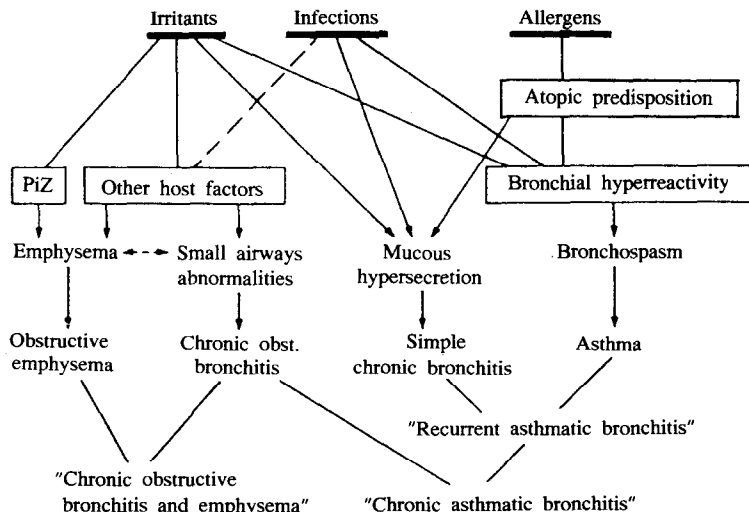 Irritants Infections Allergens
Atopic predisposition
PiZ Other host factors Bronchial hyperreactivity
Emphysema Small airways abnormalities Mucous hypersecretion Bronchospasm
Obstructive emphysema Chronic obst. bronchitis Simple chronic bronchitis Asthma
"Recurrent asthmatic bronchitis"
"Chronic obstructive bronchitis and emphysema" "Chronic asthmatic bronchitis"